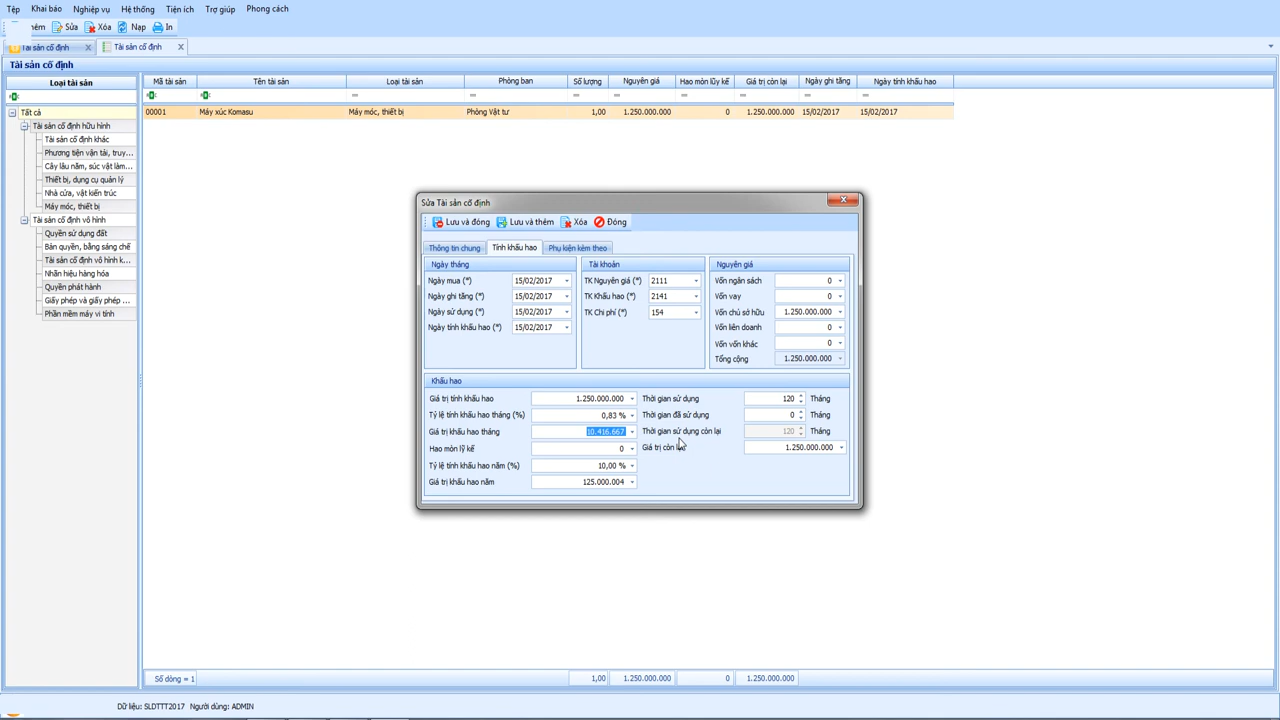 Tệp Khai báo Nghiệp vụ Hệ thống Tiện ích Trợ giúp Phong cách
hêm Sửa Xóa Nạp In
Tài sản cố định Tài sản cố định
Tài sản cố định
Loại tài sản Mã tài sản Tên tài sản Loại tài sản Phòng ban Số lượng Nguyên giá Hao mòn lũy kế Giá trị còn lại Ngày ghi tăng Ngày tính khấu hao
= = = = = = = =
Tất cả 00001 Máy xúc Komasu Máy móc, thiết bị Phòng Vật tư 1,00 1.250.000.000 0 1.250.000.000 15/02/2017 15/02/2017
Tài sản cố định hữu hình
Tài sản cố định khác
Phương tiện vận tải, truy...
Cây lâu năm, súc vật làm...
Thiết bị, dụng cụ quản lý
Nhà cửa, vật kiến trúc
Máy móc, thiết bị
Tài sản cố định vô hình
Quyền sử dụng đất
Bản quyền, bằng sáng chế
Tài sản cố định vô hình k...
Nhãn hiệu hàng hóa
Quyền phát hành
Giấy phép và giấy phép ...
Phần mềm máy vi tính
Sửa Tài sản cố định
Lưu và đóng Lưu và thêm Xóa Đóng
Thông tin chung Tính khấu hao Phụ kiện kèm theo
Ngày tháng Tài khoản Nguyên giá
Ngày mua (*) 15/02/2017 TK Nguyên giá (*) 2111 Vốn ngân sách 0
Ngày ghi tăng (*) 15/02/2017 TK Khấu hao (*) 2141 Vốn vay 0
Ngày sử dụng (*) 15/02/2017 TK Chi phí (*) 154 Vốn chủ sở hữu 1.250.000.000
Ngày tính khấu hao (*) 15/02/2017 Vốn liên doanh 0
Vốn vốn khác 0
Tổng cộng 1.250.000.000
Khấu hao
Giá trị tính khấu hao 1.250.000.000 Thời gian sử dụng 120 Tháng
Tỷ lệ tính khấu hao tháng (%) 0,83 % Thời gian đã sử dụng 0 Tháng
Giá trị khấu hao tháng 10.416.667 Thời gian sử dụng còn lại 120 Tháng
Hao mòn lỹ kế 0 Giá trị còn 1.250.000.000
Tỷ lệ tính khấu hao năm (%) 10,00 %
Giá trị khấu hao năm 125.000.004
Số dòng = 1 1,00 1.250.000.000 0 1.250.000.000
Dữ liệu: SLDTTT2017 Người dùng: ADMIN